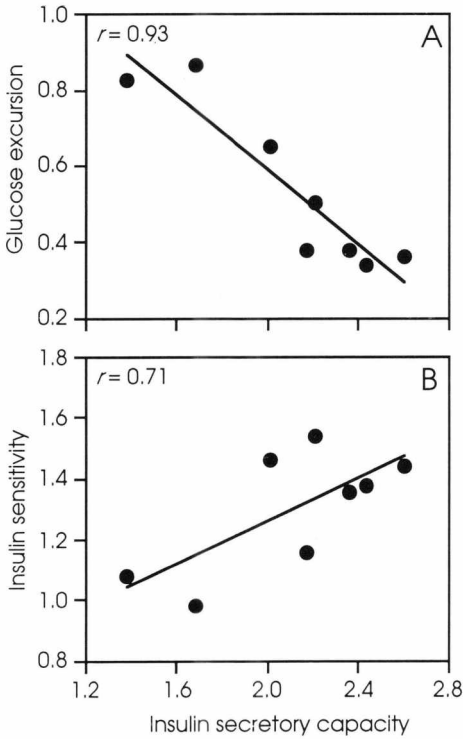 r = 0.93
A
1.0
0.8
0.6
0.4
0.2
Glucose excursion
r = 0.71
B
1.8
1.6
1.4
1.2
1.0
0.8
Insulin sensitivity
1.2 1.6 2.0 2.4 2.8
Insulin secretory capacity